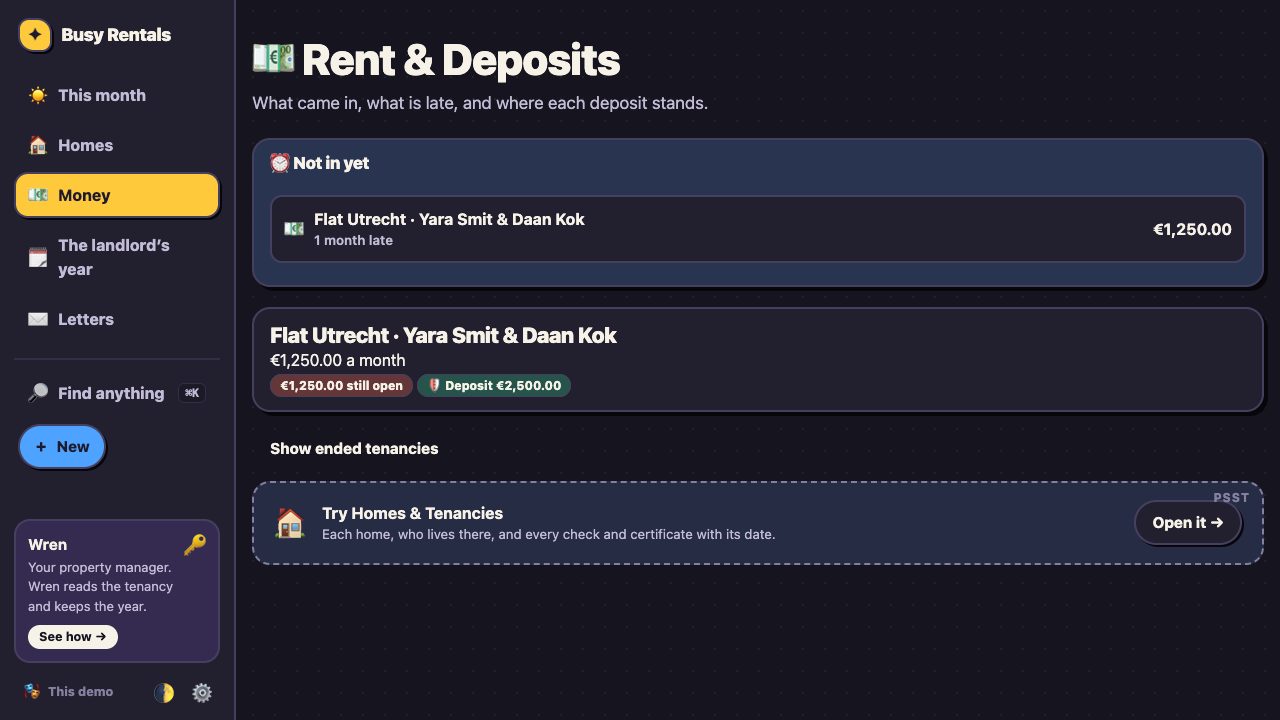 Busy Rentals
This month
Homes
Money
The landlord’s
year
Letters
Find anything ⌘K
+ New
Wren
Your property manager.
Wren reads the tenancy
and keeps the year.
See how →
This demo
Rent & Deposits
What came in, what is late, and where each deposit stands.
Not in yet
Flat Utrecht · Yara Smit & Daan Kok
1 month late
€1,250.00
Flat Utrecht · Yara Smit & Daan Kok
€1,250.00 a month
€1,250.00 still open
Deposit €2,500.00
Show ended tenancies
PSST
Try Homes & Tenancies
Each home, who lives there, and every check and certificate with its date.
Open it →